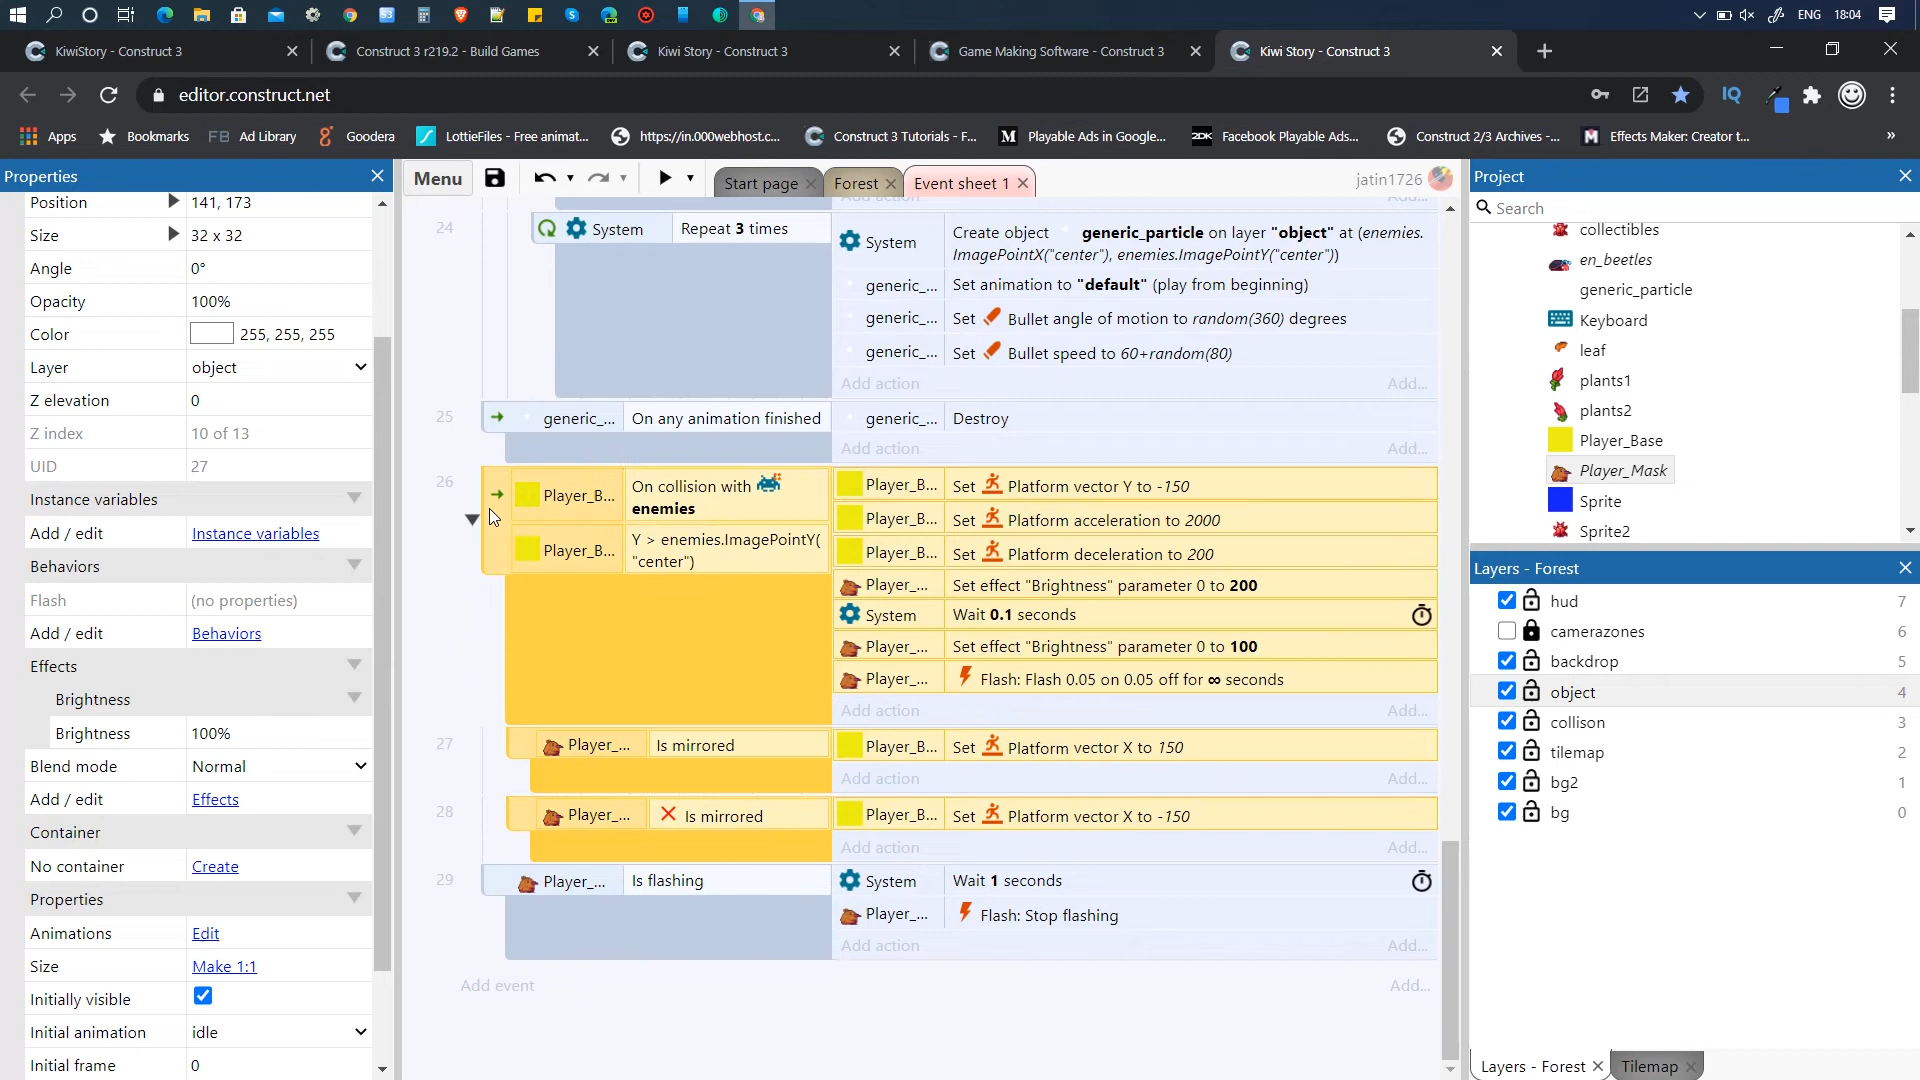 ENG 18:04
KiwiStory - Construct 3
Construct 3 r219.2 - Build Games
Kiwi Story - Construct 3
Game Making Software - Construct 3
Kiwi Story - Construct 3
editor.construct.net
IQ
Apps
Bookmarks
FB Ad Library
Goodera
LottieFiles - Free animat...
https://in.000webhost.c...
Construct 3 Tutorials - F...
M Playable Ads in Google...
2DK Facebook Playable Ads...
Construct 2/3 Archives -...
M Effects Maker: Creator t...
»
Properties
Position 141, 173
Size 32 x 32
Angle 0°
Opacity 100%
Color 255, 255, 255
Layer object
Z elevation 0
Z index 10 of 13
UID 27
Instance variables
Add / edit Instance variables
Behaviors
Flash (no properties)
Add / edit Behaviors
Effects
Brightness
Brightness 100%
Blend mode Normal
Add / edit Effects
Container
No container Create
Properties
Animations Edit
Size Make 1:1
Initially visible
Initial animation idle
Initial frame 0
Menu
Start page
Forest
Event sheet 1
jatin1726
Add action Add...
24 System Repeat 3 times
System Create object generic_particle on layer "object" at (enemies.
ImagePointX("center"), enemies.ImagePointY("center"))
generic_... Set animation to "default" (play from beginning)
generic_... Set Bullet angle of motion to random(360) degrees
generic_... Set Bullet speed to 60+random(80)
Add action Add...
25 generic_... On any animation finished generic_... Destroy
Add action Add...
26 Player_B... On collision with enemies
Player_B... Y > enemies.ImagePointY("center")
Player_B... Set Platform vector Y to -150
Player_B... Set Platform acceleration to 2000
Player_B... Set Platform deceleration to 200
Player_... Set effect "Brightness" parameter 0 to 200
System Wait 0.1 seconds
Player_... Set effect "Brightness" parameter 0 to 100
Player_... Flash: Flash 0.05 on 0.05 off for ∞ seconds
Add action Add...
27 Player_... Is mirrored Player_B... Set Platform vector X to 150
Add action Add...
28 Player_... Is mirrored Player_B... Set Platform vector X to -150
Add action Add...
29 Player_... Is flashing System Wait 1 seconds
Player_... Flash: Stop flashing
Add action Add...
Add event Add...
Project
Search
collectibles
en_beetles
generic_particle
Keyboard
leaf
plants1
plants2
Player_Base
Player_Mask
Sprite
Sprite2
Layers - Forest
hud 7
camerazones 6
backdrop 5
object 4
collison 3
tilemap 2
bg2 1
bg 0
Layers - Forest
Tilemap